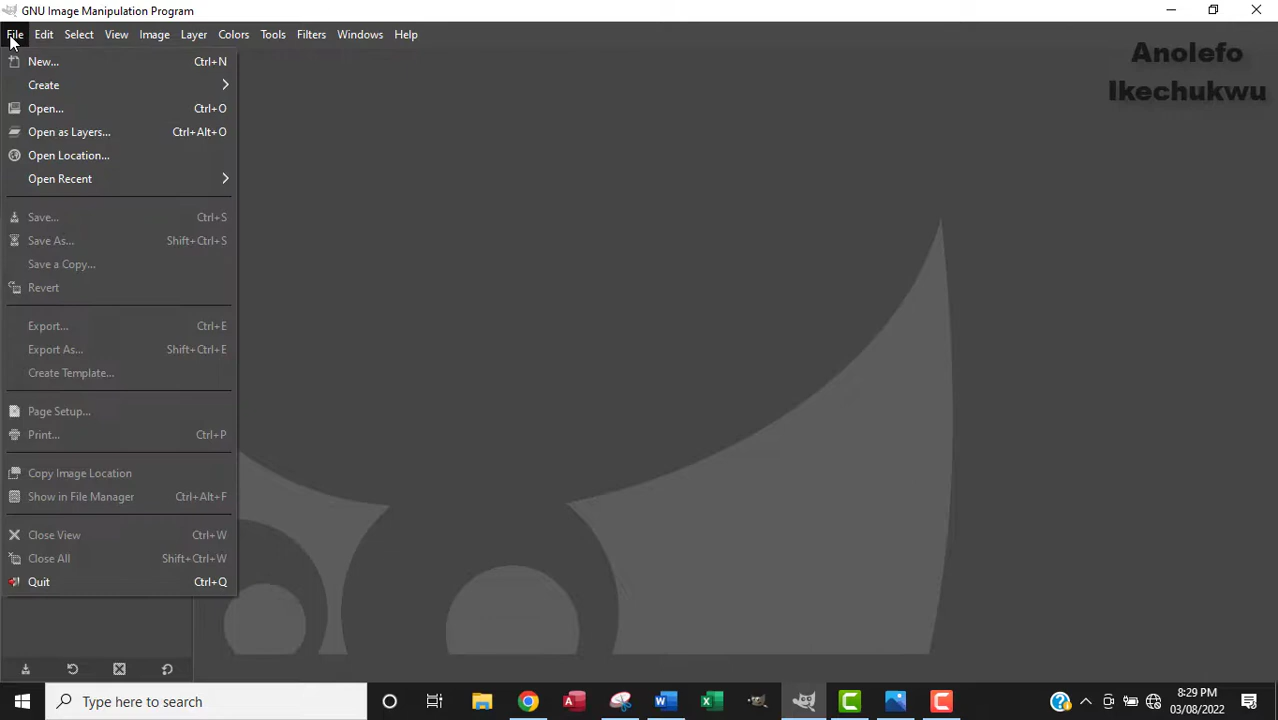 GNU Image Manipulation Program
File Edit Select View Image Layer Colors Tools Filters Windows Help
Anolefo
Ikechukwu
New... Ctrl+N
Create
Open... Ctrl+O
Open as Layers... Ctrl+Alt+O
Open Location...
Open Recent
Save... Ctrl+S
Save As... Shift+Ctrl+S
Save a Copy...
Revert
Export... Ctrl+E
Export As... Shift+Ctrl+E
Create Template...
Page Setup...
Print... Ctrl+P
Copy Image Location
Show in File Manager Ctrl+Alt+F
Close View Ctrl+W
Close All Shift+Ctrl+W
Quit Ctrl+Q
Type here to search
8:29 PM
03/08/2022